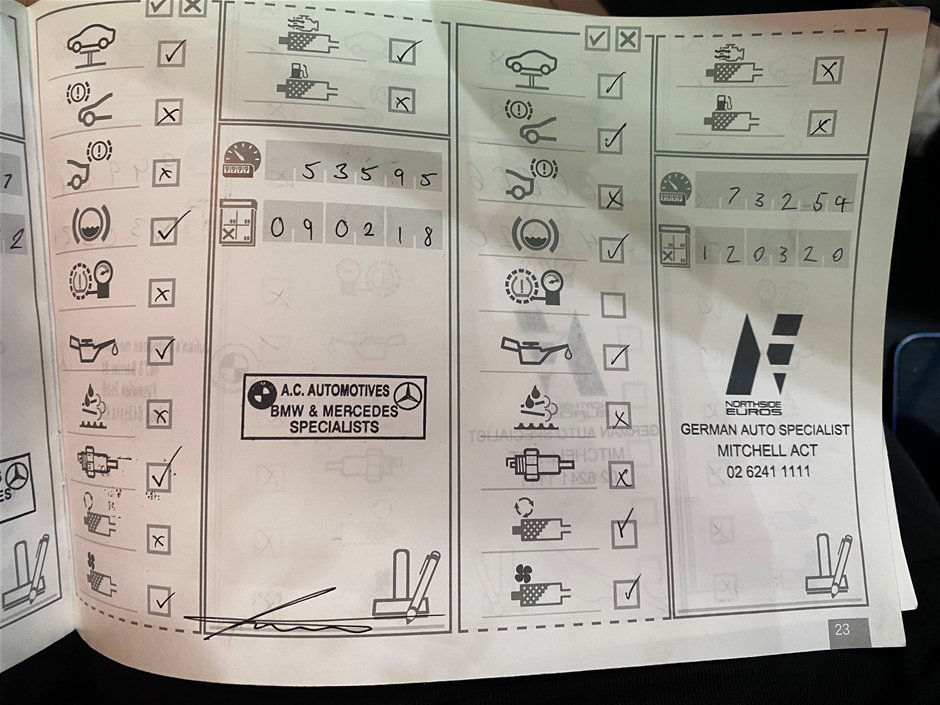 53595
090218
A.C. AUTOMOTIVES
BMW & MERCEDES
SPECIALISTS
73254
120320
NORTHSIDE
EUROS
GERMAN AUTO SPECIALIST
MITCHELL ACT
02 6241 1111
23